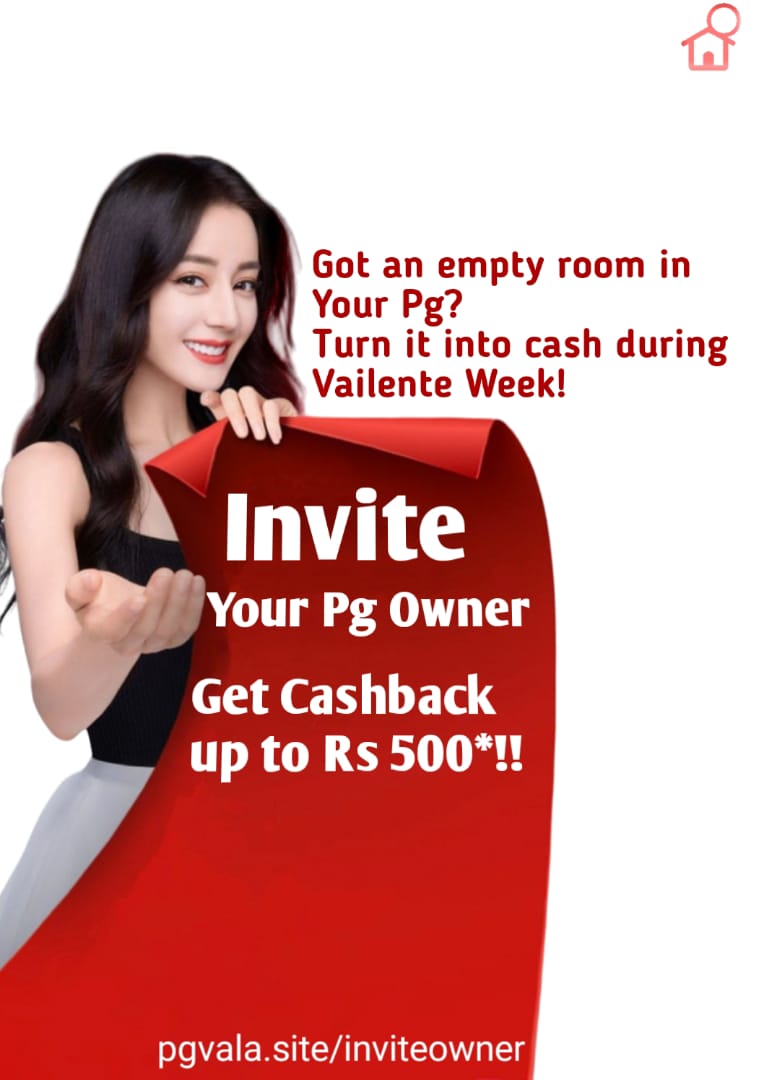 Got an empty room in
Your Pg?
Turn it into cash during
Vailente Week!
Invite
Your Pg Owner
Get Cashback
up to Rs 500*!!
pgvala.site/inviteowner